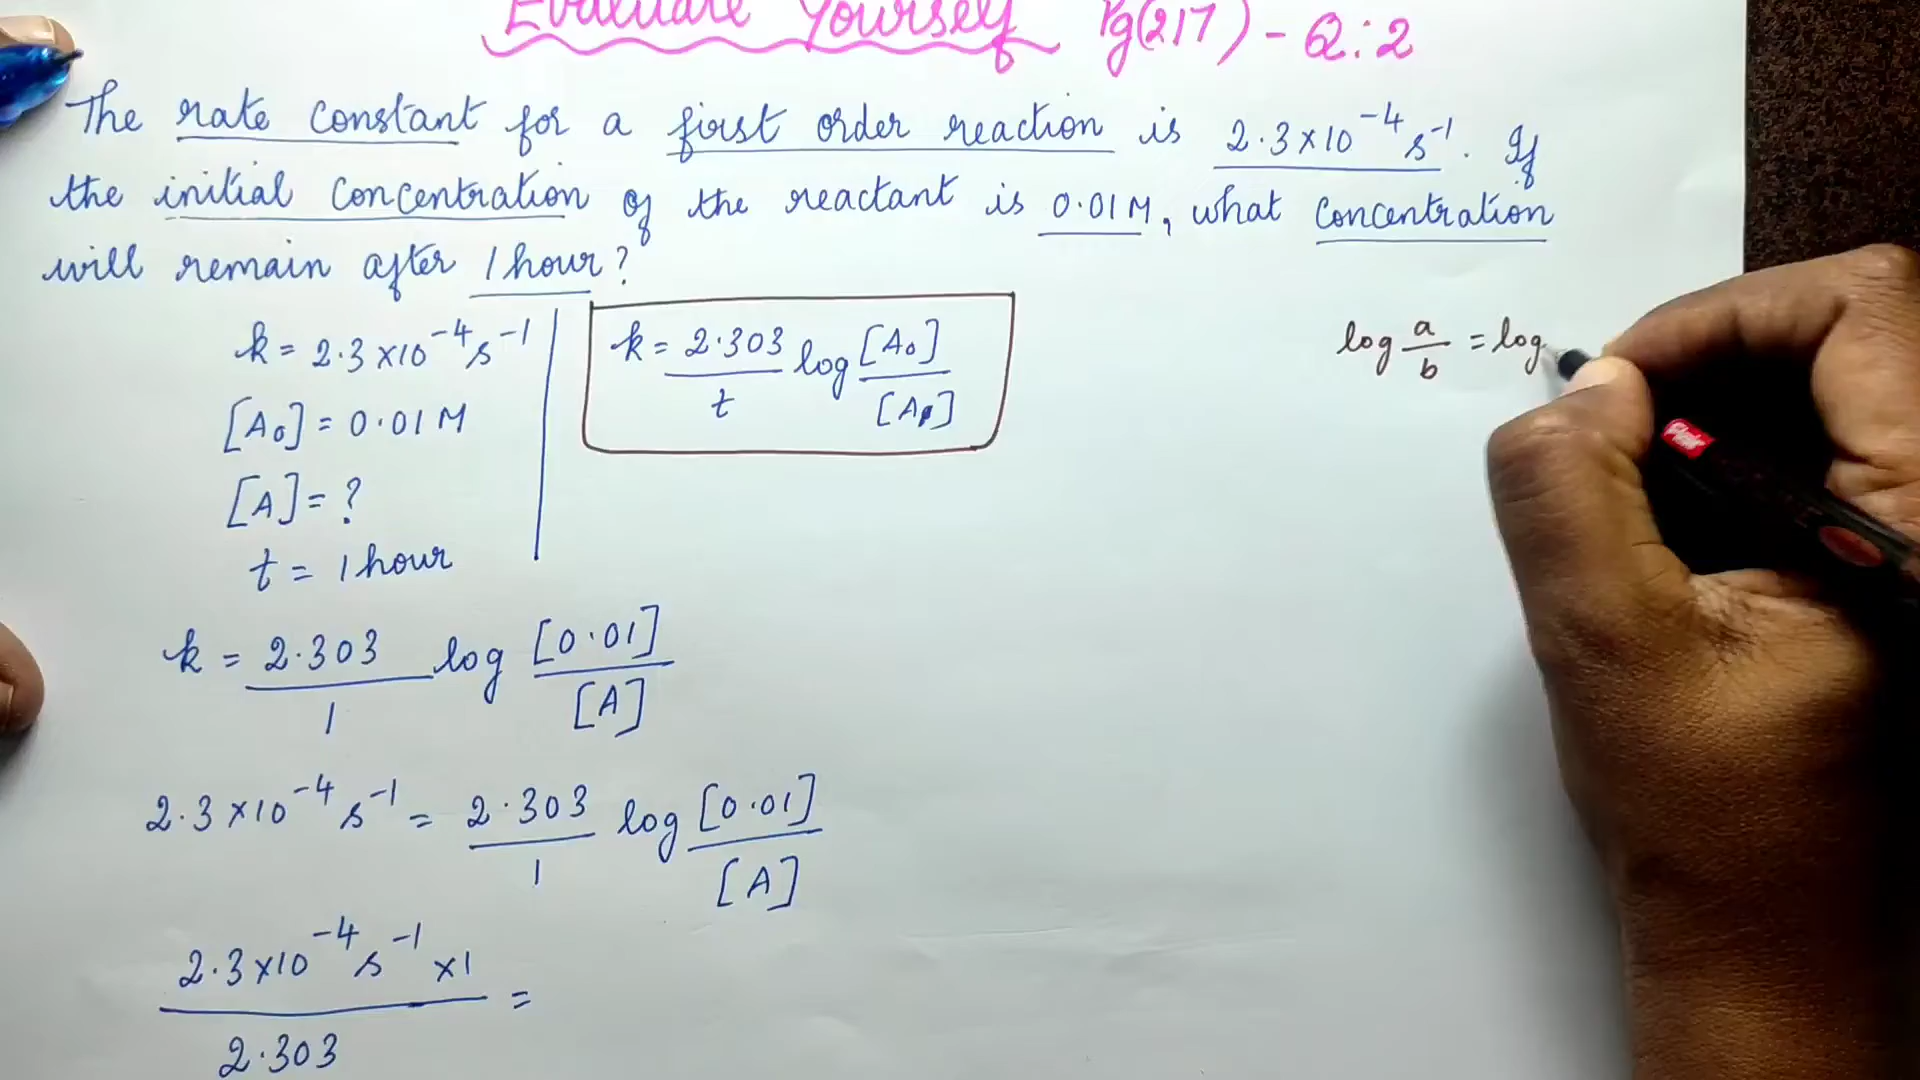 Evaluate Yourself Pg(217) - Q:2
The rate constant for a first order reaction is 2.3×10⁻⁴ s⁻¹. If
the initial concentration of the reactant is 0.01M, what concentration
will remain after 1 hour?
k = 2.3×10⁻⁴ s⁻¹
[A₀] = 0.01 M
[A] = ?
t = 1 hour
k = 2.303/t log [A₀]/[A]
log a/b = log
k = 2.303/1 log [0.01]/[A]
2.3×10⁻⁴ s⁻¹ = 2.303/1 log [0.01]/[A]
2.3×10⁻⁴ s⁻¹ ×1 / 2.303 =